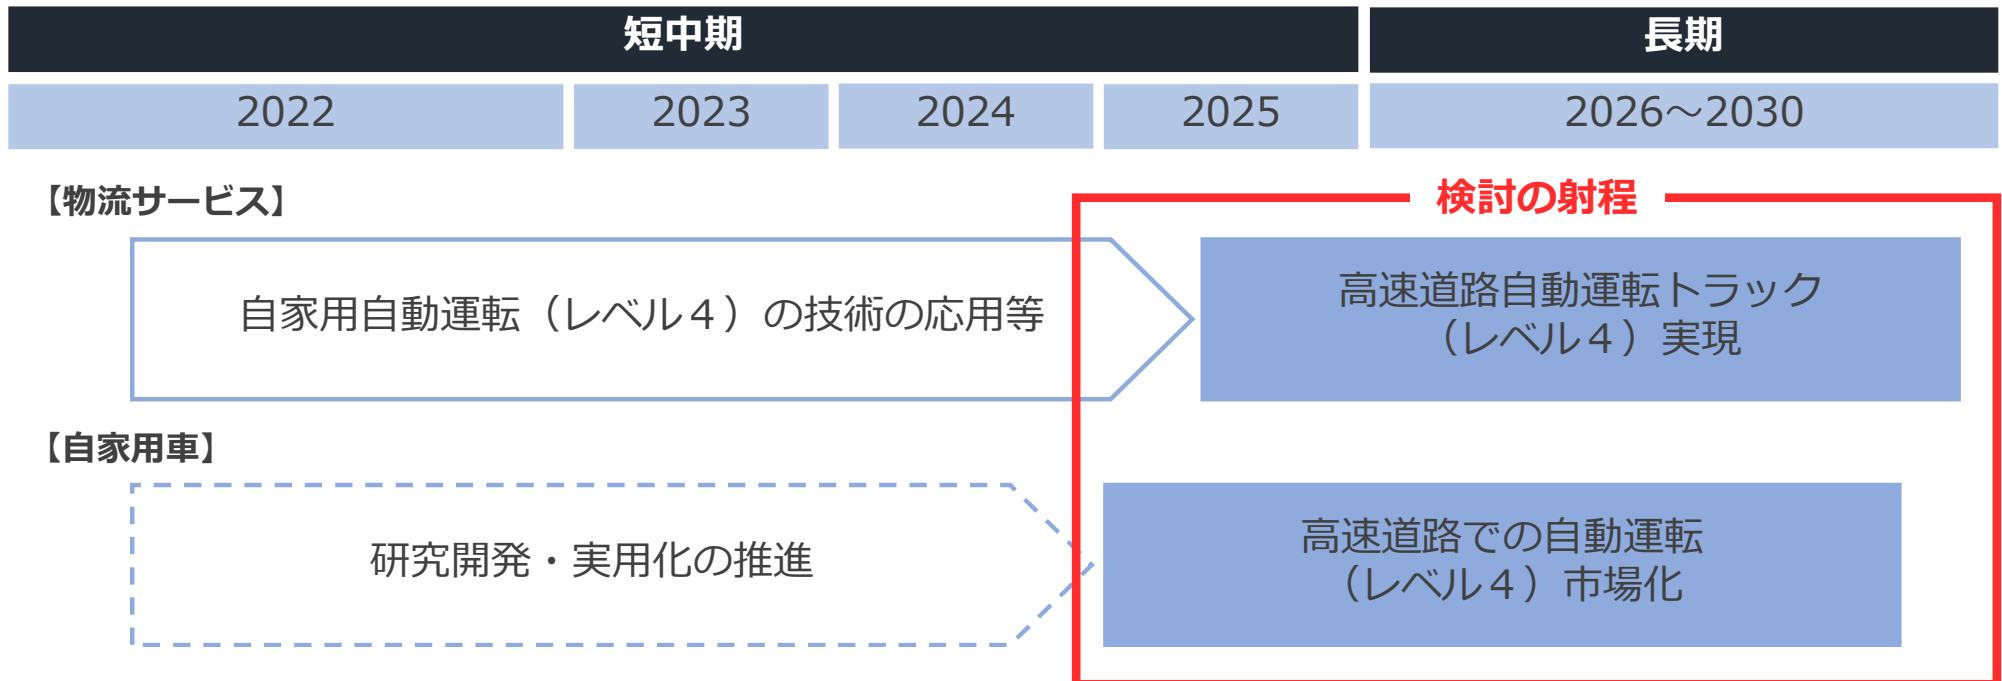 短中期
長期
2022
2023
2024
2025
2026～2030
【物流サービス】
検討の射程
自家用自動運転（レベル４）の技術の応用等
高速道路自動運転トラック
（レベル４）実現
【自家用車】
研究開発・実用化の推進
高速道路での自動運転
（レベル４）市場化